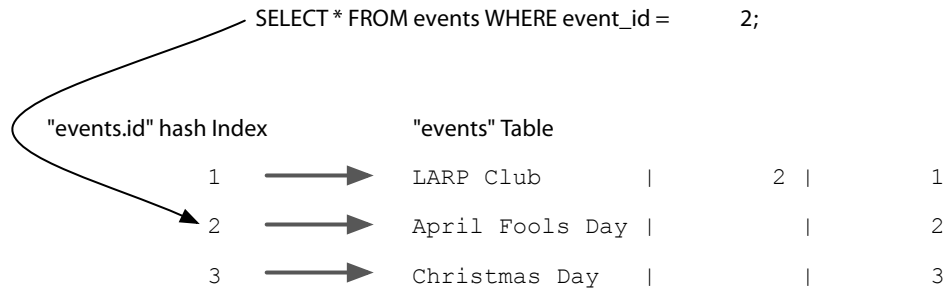 SELECT * FROM events WHERE event_id = 2;
"events.id" hash Index "events" Table
1 LARP Club | 2 | 1
2 April Fools Day | | 2
3 Christmas Day | | 3